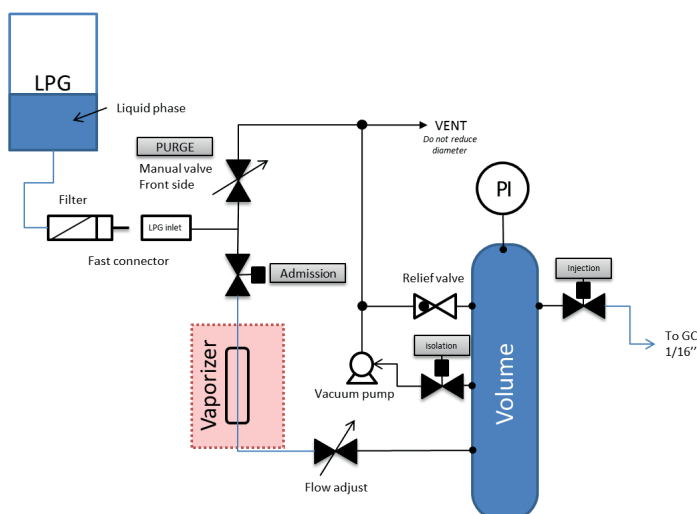 LPG
Liquid phase
VENT
Do not reduce
diameter
PURGE
Manual valve
Front side
PI
Filter
LPG inlet
Fast connector
Admission
Relief valve
Injection
To GC
1/16’’
isolation
Vacuum pump
Vaporizer
Volume
Flow adjust